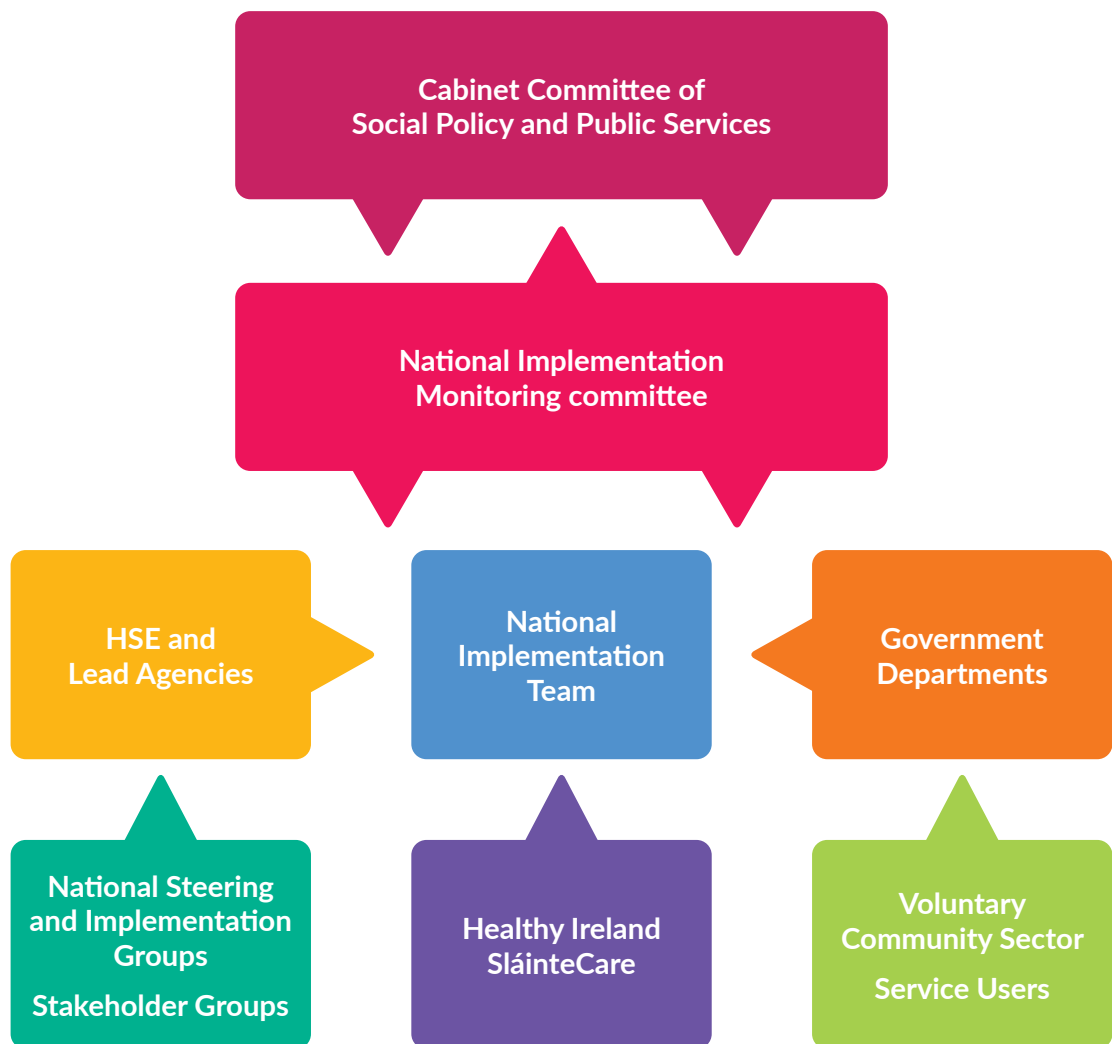 Cabinet Committee of
Social Policy and Public Services
National Implementation
Monitoring committee
HSE and
Lead Agencies
National
Implementation
Team
Government
Departments
National Steering
and Implementation
Groups
Stakeholder Groups
Healthy Ireland
SláinteCare
Voluntary
Community Sector
Service Users